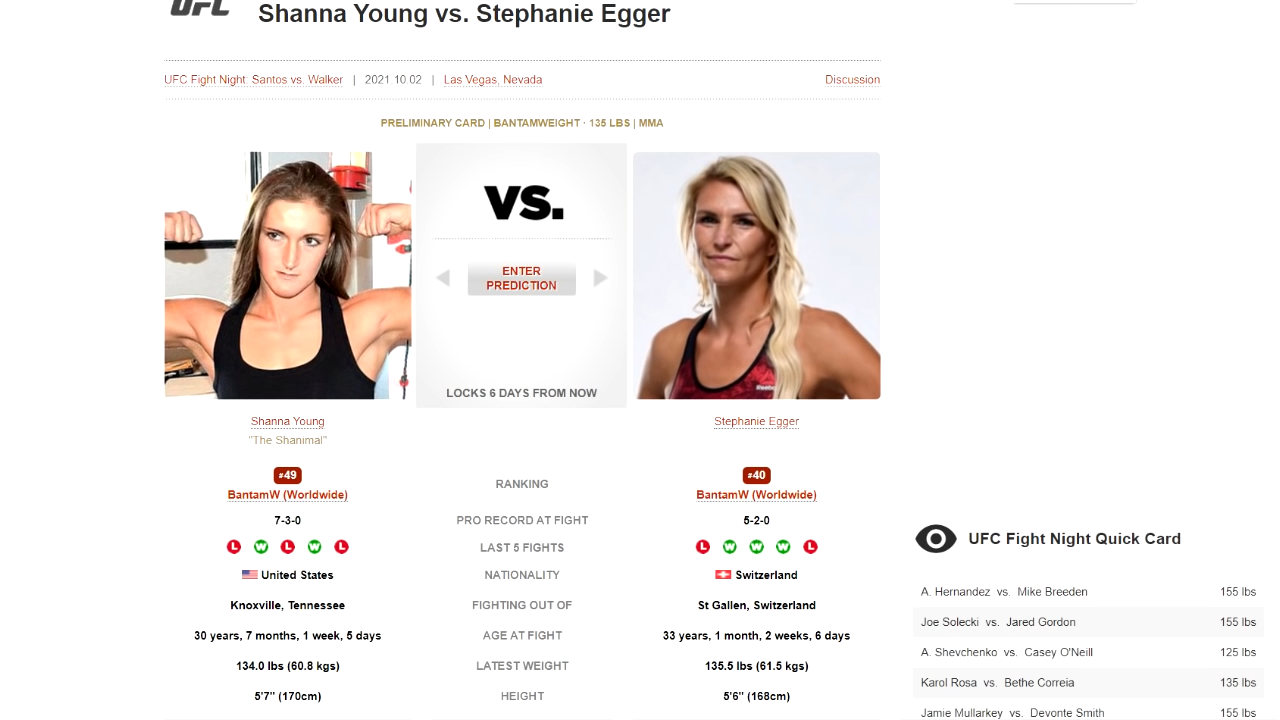 UFC
Shanna Young vs. Stephanie Egger
UFC Fight Night: Santos vs. Walker | 2021.10.02 | Las Vegas, Nevada
Discussion
PRELIMINARY CARD | BANTAMWEIGHT · 135 LBS | MMA
VS.
ENTER
PREDICTION
LOCKS 6 DAYS FROM NOW
Reebok
Shanna Young
Stephanie Egger
"The Shanimal"
#49
#40
BantamW (Worldwide)
RANKING
BantamW (Worldwide)
7-3-0
PRO RECORD AT FIGHT
5-2-0
L W L W L
LAST 5 FIGHTS
L W W W L
United States
NATIONALITY
Switzerland
Knoxville, Tennessee
FIGHTING OUT OF
St Gallen, Switzerland
30 years, 7 months, 1 week, 5 days
AGE AT FIGHT
33 years, 1 month, 2 weeks, 6 days
134.0 lbs (60.8 kgs)
LATEST WEIGHT
135.5 lbs (61.5 kgs)
5'7" (170cm)
HEIGHT
5'6" (168cm)
UFC Fight Night Quick Card
A. Hernandez vs. Mike Breeden 155 lbs
Joe Solecki vs. Jared Gordon 155 lbs
A. Shevchenko vs. Casey O'Neill 125 lbs
Karol Rosa vs. Bethe Correia 135 lbs
Jamie Mullarkey vs. Devonte Smith 155 lbs